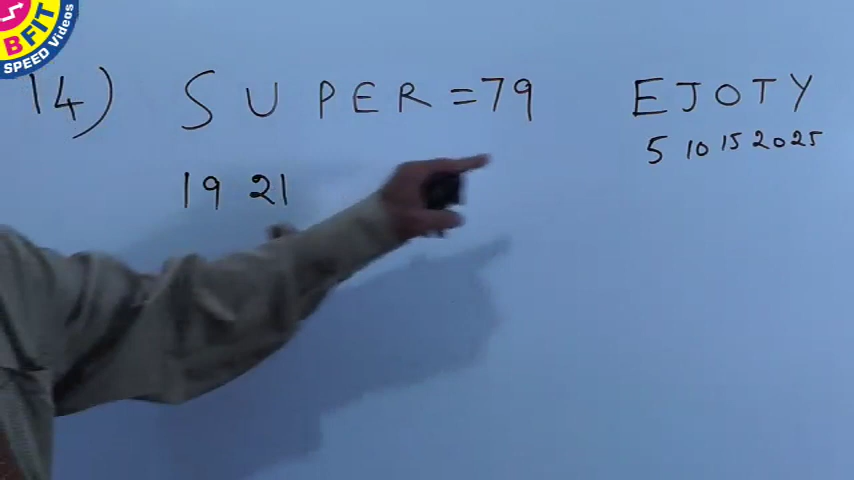 BFIT
SPEED Videos
14) SUPER =79
19 21
EJOTY
5 10 15 20 25